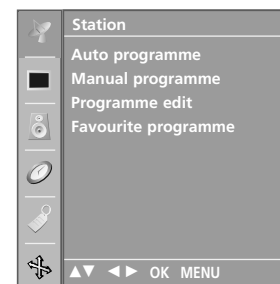 Station
Auto programme
Manual programme
Programme edit
Favourite programme
▲▼ ◄► OK MENU